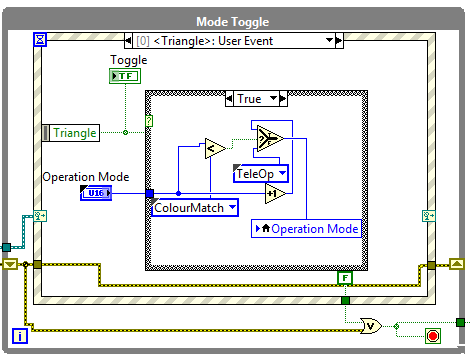 Mode Toggle
[0] <Triangle>: User Event
Toggle
TF
True
?
Triangle
<
T
?
F
Operation Mode
TeleOp
U16
+1
ColourMatch
Operation Mode
F
V
i